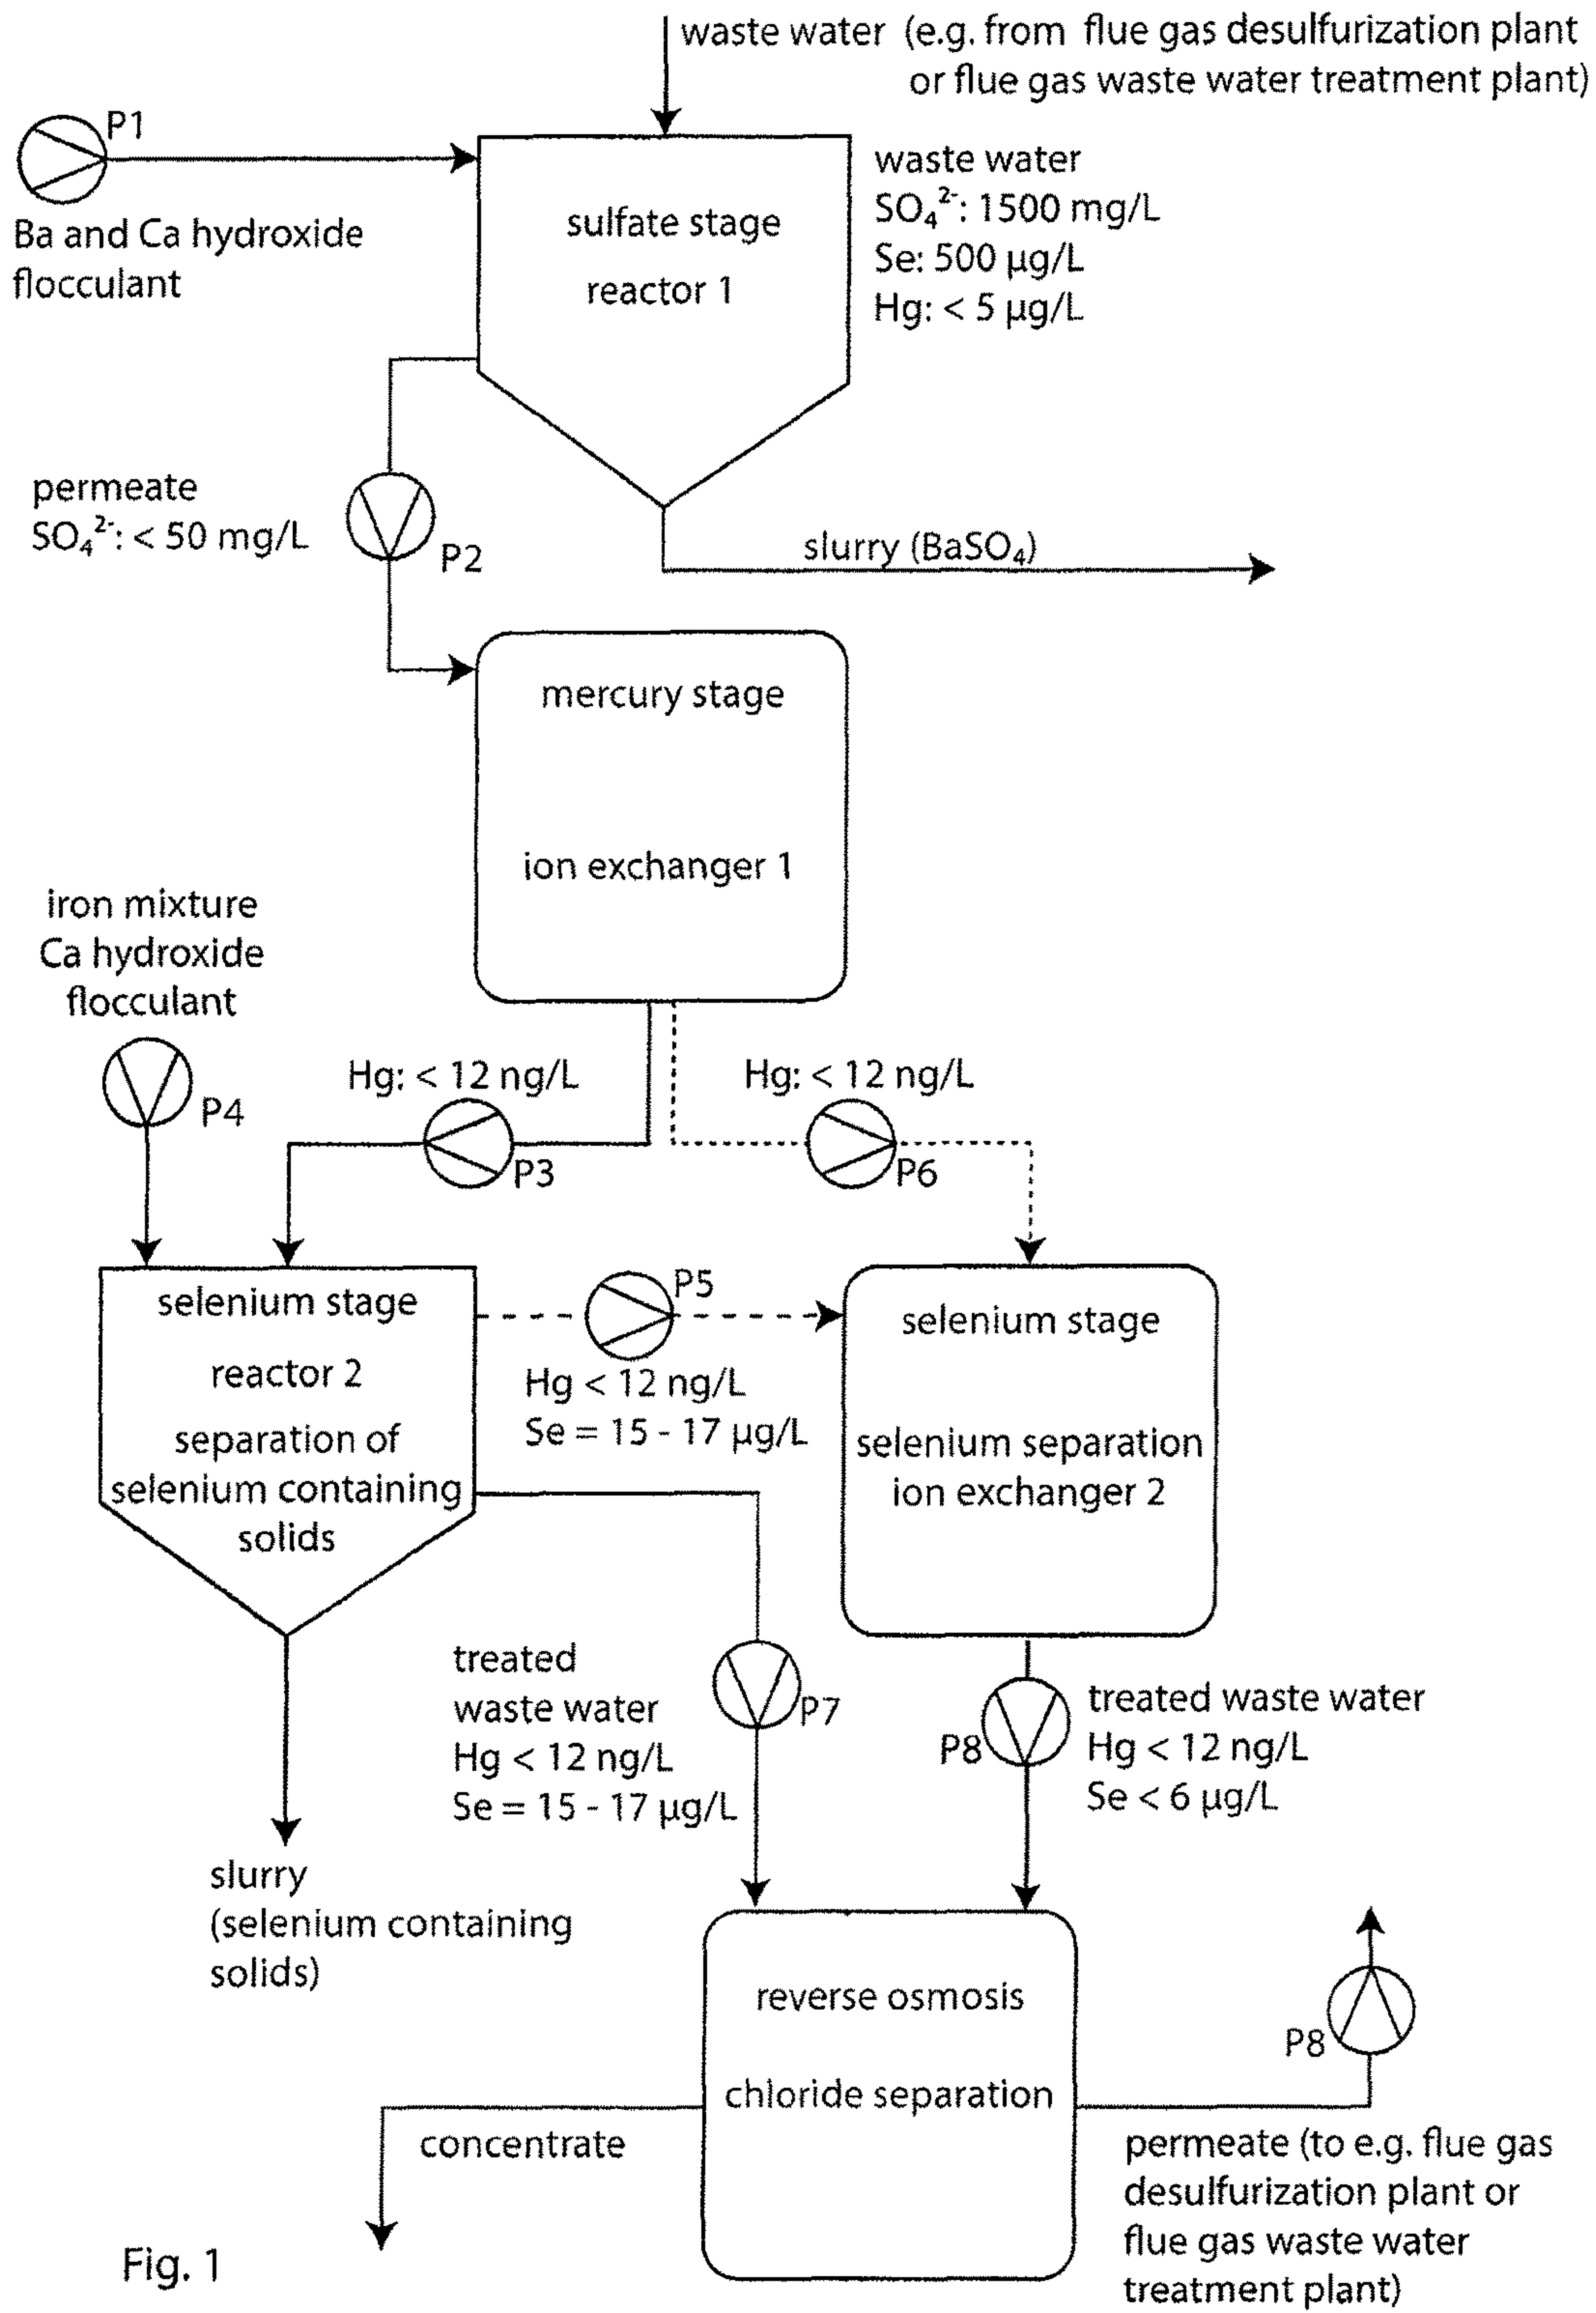 waste water (e.g. from flue gas desulfurization plant
or flue gas waste water treatment plant)
P1
Ba and Ca hydroxide
flocculant
sulfate stage
reactor 1
waste water
SO₄²⁻: 1500 mg/L
Se: 500 µg/L
Hg: < 5 µg/L
permeate
SO₄²⁻: < 50 mg/L
P2
slurry (BaSO₄)
mercury stage
ion exchanger 1
iron mixture
Ca hydroxide
flocculant
P4
Hg: < 12 ng/L
P3
Hg: < 12 ng/L
P6
selenium stage
reactor 2
separation of
selenium containing
solids
P5
Hg < 12 ng/L
Se = 15 - 17 µg/L
selenium stage
selenium separation
ion exchanger 2
treated
waste water
Hg < 12 ng/L
Se = 15 - 17 µg/L
P7
P8
treated waste water
Hg < 12 ng/L
Se < 6 µg/L
slurry
(selenium containing
solids)
reverse osmosis
chloride separation
P8
concentrate
permeate (to e.g. flue gas
desulfurization plant or
flue gas waste water
treatment plant)
Fig. 1